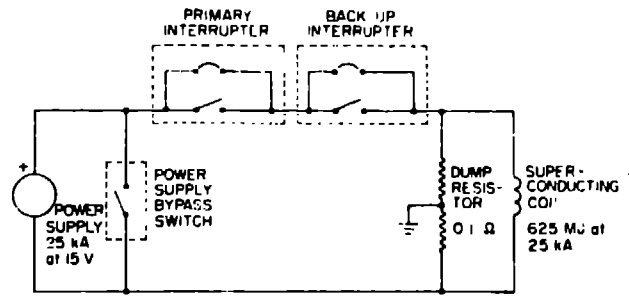 PRIMARY
INTERRUPTER
BACK UP
INTERRUPTER
+
POWER
SUPPLY
25 kA
at 15 V
POWER
SUPPLY
BYPASS
SWITCH
DUMP
RESIS-
TOR
0.1 Ω
SUPER-
CONDUCTING
COIL
625 MJ at
25 kA